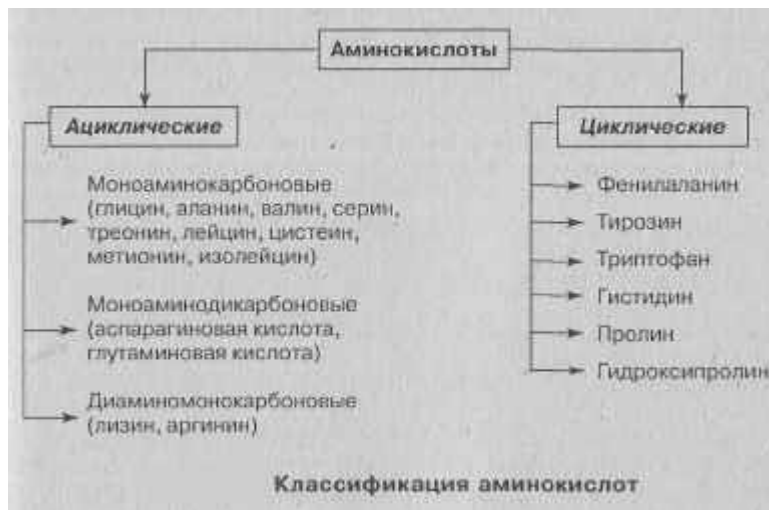 Аминокислоты
Ациклические
Моноаминокарбоновые
(глицин, аланин, валин, серин,
треонин, лейцин, цистеин,
метионин, изолейцин)
Моноаминодикарбоновые
(аспарагиновая кислота,
глутаминовая кислота)
Диаминомонокарбоновые
(лизин, аргинин)
Циклические
Фенилаланин
Тирозин
Триптофан
Гистидин
Пролин
Гидроксипролин
Классификация аминокислот